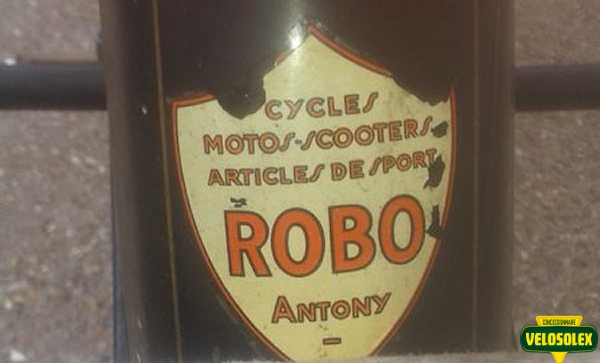 CYCLES
MOTOS-SCOOTERS
ARTICLES DE SPORT
ROBO
ANTONY
CONCESSIONNAIRE
VELOSOLEX